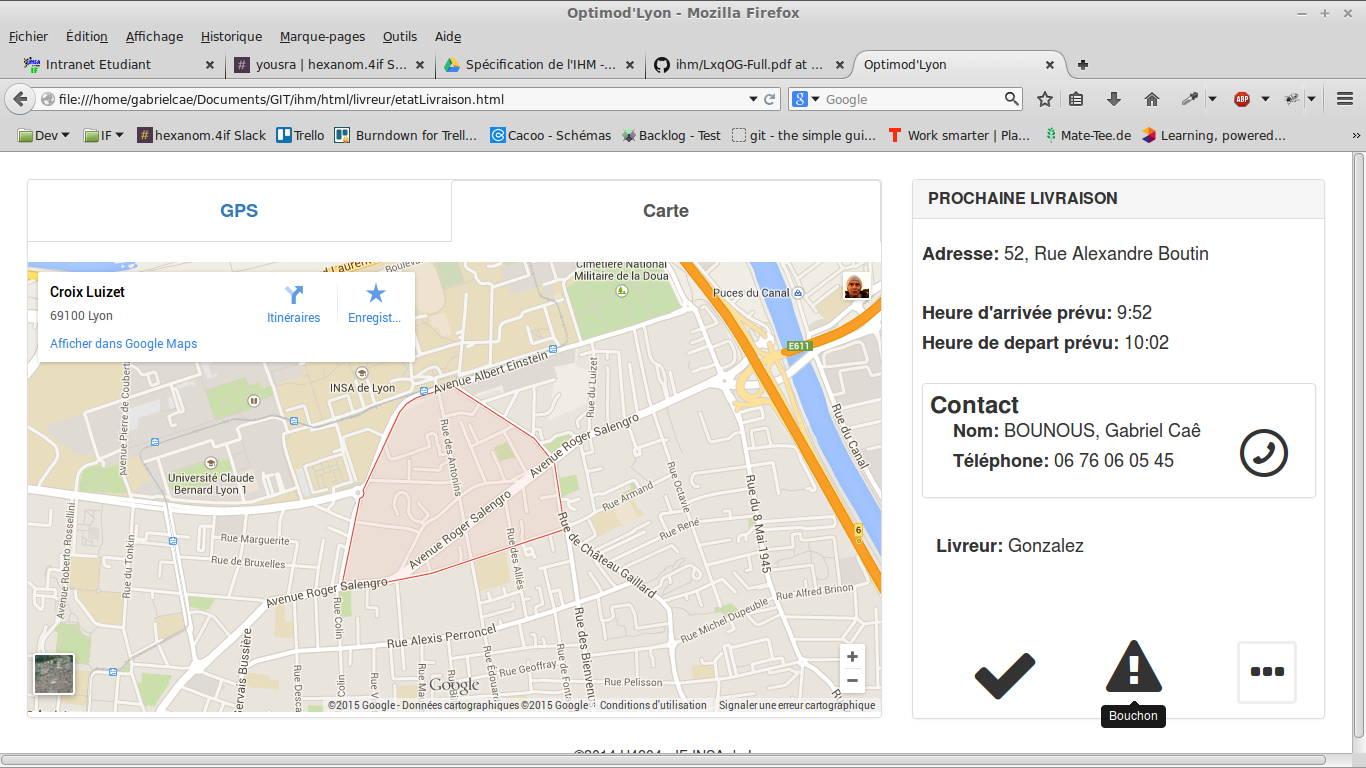 Optimod'Lyon - Mozilla Firefox
Fichier Édition Affichage Historique Marque-pages Outils Aide
Intranet Etudiant
yousra | hexanom.4if S...
Spécification de l'IHM -...
ihm/LxqOG-Full.pdf at ...
Optimod'Lyon
file:///home/gabrielcae/Documents/GIT/ihm/html/livreur/etatLivraison.html
Google
ABP
Dev IF hexanom.4if Slack Trello Burndown for Trell... Cacoo - Schémas Backlog - Test git - the simple gui... Work smarter | Pla... Mate-Tee.de Learning, powered... »
GPS
Carte
Croix Luizet
69100 Lyon
Itinéraires
Enregist...
Afficher dans Google Maps
Boulev
Cimetière National
Militaire de la Doua
Puces du Canal
E611
Avenue Albert Einstein
INSA de Lyon
Rue du Luizet
Avenue Pierre de Coubert
Rue des Antonins
Avenue Roger Salengro
Rue du Canal
Université Claude
Bernard Lyon 1
Rue Armand
Rue Octavie
Rue René
Rue du 8 Mai 1945
6
Avenue Roberto Rossellini
Rue du Tonkin
Rue Marguerite
Rue de Bruxelles
Avenue Roger Salengro
Rue des Alliés
Rue de Château Gaillard
Avenue Roger Salengro
Rue Colin
Rue Alfred Brinon
Rue Michel Dupeuble
Rue Alexis Perroncel
Rue Geoffray
Rue des Bienvenus
Rue Pelisson
Gervais Bussière
Google
©2015 Google - Données cartographiques ©2015 Google
Conditions d'utilisation
Signaler une erreur cartographique
PROCHAINE LIVRAISON
Adresse: 52, Rue Alexandre Boutin
Heure d'arrivée prévu: 9:52
Heure de depart prévu: 10:02
Contact
Nom: BOUNOUS, Gabriel Caê
Téléphone: 06 76 06 05 45
Livreur: Gonzalez
Bouchon